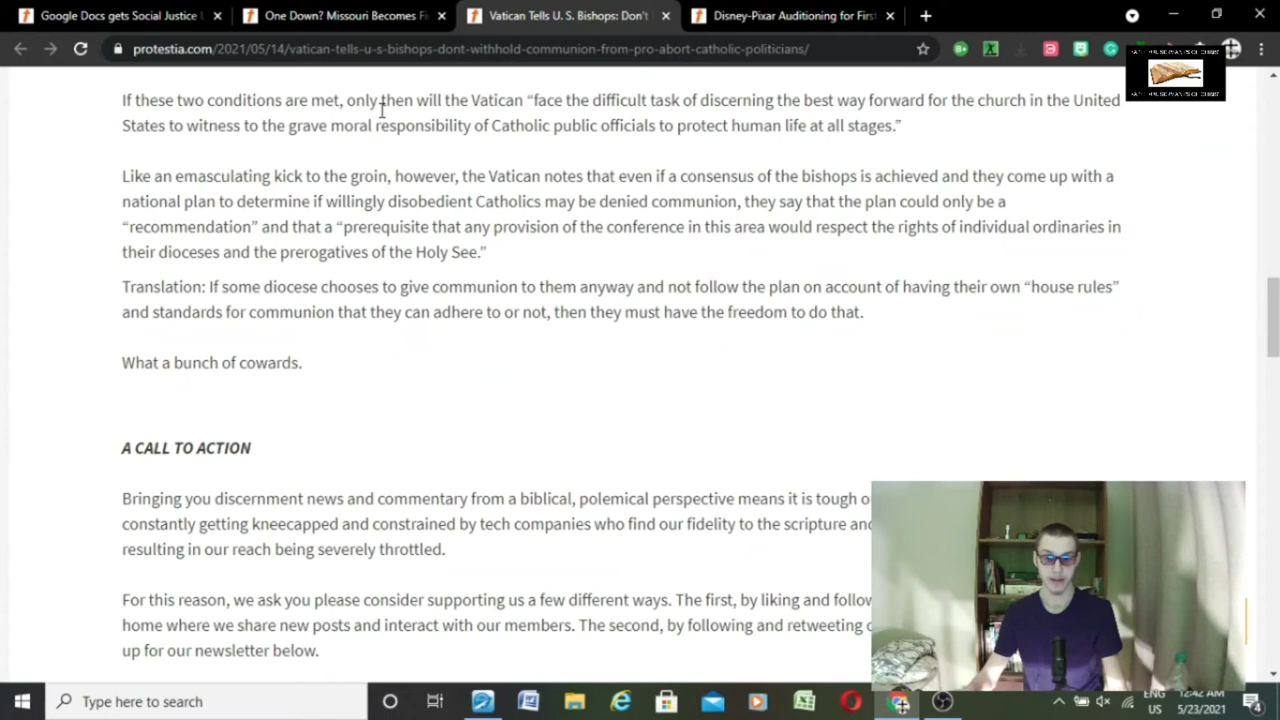 Google Docs gets Social Justice
One Down? Missouri Becomes Fi
Vatican Tells U. S. Bishops: Don't
Disney-Pixar Auditioning for First
protestia.com/2021/05/14/vatican-tells-u-s-bishops-dont-withhold-communion-from-pro-abort-catholic-politicians/
If these two conditions are met, only then will the Vatican “face the difficult task of discerning the best way forward for the church in the United
States to witness to the grave moral responsibility of Catholic public officials to protect human life at all stages.”
Like an emasculating kick to the groin, however, the Vatican notes that even if a consensus of the bishops is achieved and they come up with a
national plan to determine if willingly disobedient Catholics may be denied communion, they say that the plan could only be a
“recommendation” and that a “prerequisite that any provision of the conference in this area would respect the rights of individual ordinaries in
their dioceses and the prerogatives of the Holy See.”
Translation: If some diocese chooses to give communion to them anyway and not follow the plan on account of having their own “house rules”
and standards for communion that they can adhere to or not, then they must have the freedom to do that.
What a bunch of cowards.
A CALL TO ACTION
Bringing you discernment news and commentary from a biblical, polemical perspective means it is tough
constantly getting kneecapped and constrained by tech companies who find our fidelity to the scripture
resulting in our reach being severely throttled.
For this reason, we ask you please consider supporting us a few different ways. The first, by liking and
home where we share new posts and interact with our members. The second, by following and retweeting
up for our newsletter below.
Type here to search
ENG
US
12:42 AM
5/23/2021
4